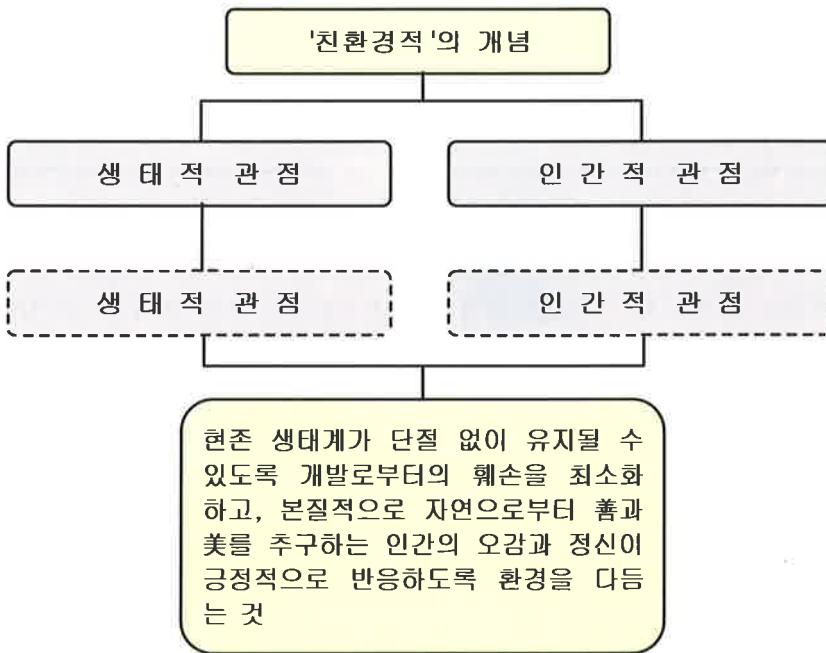 '친환경적'의 개념
생 태 적 관 점
인 간 적 관 점
생 태 적 관 점
인 간 적 관 점
현존 생태계가 단절 없이 유지될 수
있도록 개발로부터의 훼손을 최소화
하고, 본질적으로 자연으로부터 善과
美를 추구하는 인간의 오감과 정신이
긍정적으로 반응하도록 환경을 다듬
는 것